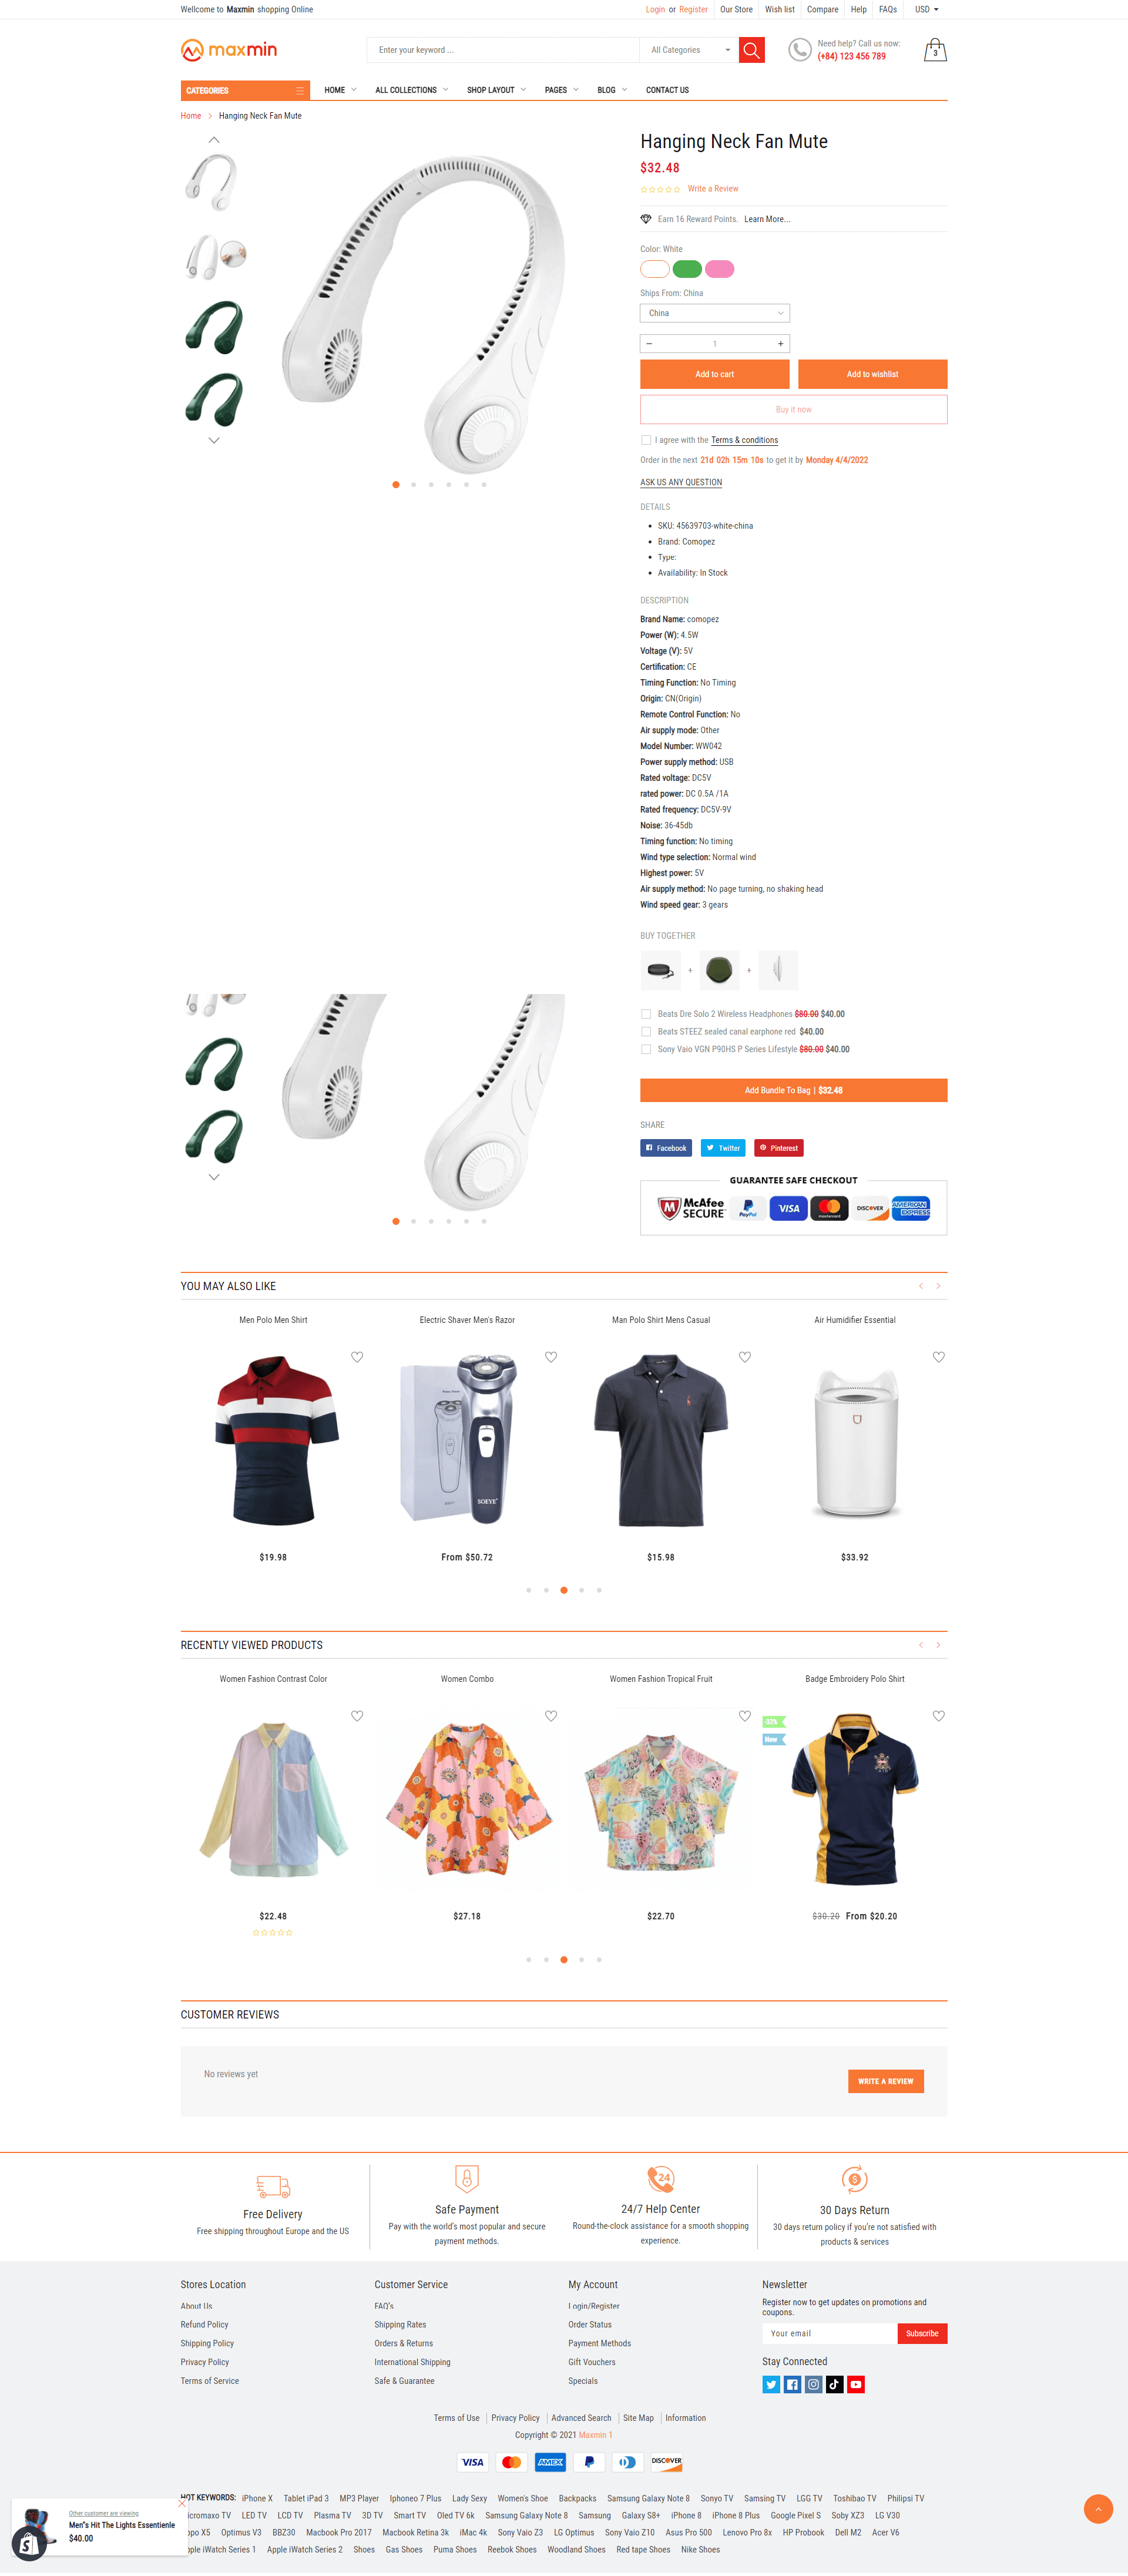 Wellcome to Maxmin shopping Online
Login or Register Our Store Wish list Compare Help FAQs USD
maxmin
Enter your keyword ...
All Categories
Need help? Call us now:
(+84) 123 456 789
3
CATEGORIES
HOME ALL COLLECTIONS SHOP LAYOUT PAGES BLOG CONTACT US
Home > Hanging Neck Fan Mute
Hanging Neck Fan Mute
$32.48
Write a Review
Earn 16 Reward Points. Learn More...
Color: White
Ships From: China
China
− 1 +
Add to cart
Add to wishlist
Buy it now
I agree with the Terms & conditions
Order in the next 21d 02h 15m 10s to get it by Monday 4/4/2022
ASK US ANY QUESTION
DETAILS
SKU: 45639703-white-china
Brand: Comopez
Type:
Availability: In Stock
DESCRIPTION
Brand Name: comopez
Power (W): 4.5W
Voltage (V): 5V
Certification: CE
Timing Function: No Timing
Origin: CN(Origin)
Remote Control Function: No
Air supply mode: Other
Model Number: WW042
Power supply method: USB
Rated voltage: DC5V
rated power: DC 0.5A /1A
Rated frequency: DC5V-9V
Noise: 36-45db
Timing function: No timing
Wind type selection: Normal wind
Highest power: 5V
Air supply method: No page turning, no shaking head
Wind speed gear: 3 gears
BUY TOGETHER
+ +
Beats Dre Solo 2 Wireless Headphones $80.00 $40.00
Beats STEEZ sealed canal earphone red $40.00
Sony Vaio VGN P90HS P Series Lifestyle $80.00 $40.00
Add Bundle To Bag | $32.48
SHARE
Facebook Twitter Pinterest
GUARANTEE SAFE CHECKOUT
McAfee SECURE PayPal VISA mastercard DISCOVER AMERICAN EXPRESS
YOU MAY ALSO LIKE
Men Polo Men Shirt
Electric Shaver Men's Razor
Man Polo Shirt Mens Casual
Air Humidifier Essential
SOEYE
$19.98
From $50.72
$15.98
$33.92
RECENTLY VIEWED PRODUCTS
Women Fashion Contrast Color
Women Combo
Women Fashion Tropical Fruit
Badge Embroidery Polo Shirt
-33%
New
$22.48
$27.18
$22.70
$30.20 From $20.20
CUSTOMER REVIEWS
No reviews yet
WRITE A REVIEW
24
Free Delivery
Free shipping throughout Europe and the US
Safe Payment
Pay with the world's most popular and secure
payment methods.
24/7 Help Center
Round-the-clock assistance for a smooth shopping
experience.
30 Days Return
30 days return policy if you're not satisfied with
products & services
Stores Location
About Us
Refund Policy
Shipping Policy
Privacy Policy
Terms of Service
Customer Service
FAQ's
Shipping Rates
Orders & Returns
International Shipping
Safe & Guarantee
My Account
Login/Register
Order Status
Payment Methods
Gift Vouchers
Specials
Newsletter
Register now to get updates on promotions and
coupons.
Your email
Subscribe
Stay Connected
Terms of Use Privacy Policy Advanced Search Site Map Information
Copyright © 2021 Maxmin 1
VISA AMEX DISCOVER
HOT KEYWORDS: iPhone X Tablet iPad 3 MP3 Player Iphoneo 7 Plus Lady Sexy Women's Shoe Backpacks Samsung Galaxy Note 8 Sonyo TV Samsing TV LGG TV Toshibao TV Philipsi TV
icromaxo TV LED TV LCD TV Plasma TV 3D TV Smart TV Oled TV 6k Samsung Galaxy Note 8 Samsung Galaxy S8+ iPhone 8 iPhone 8 Plus Google Pixel S Soby XZ3 LG V30
ppo X5 Optimus V3 BBZ30 Macbook Pro 2017 Macbook Retina 3k iMac 4k Sony Vaio Z3 LG Optimus Sony Vaio Z10 Asus Pro 500 Lenovo Pro 8x HP Probook Dell M2 Acer V6
pple iWatch Series 1 Apple iWatch Series 2 Shoes Gas Shoes Puma Shoes Reebok Shoes Woodland Shoes Red tape Shoes Nike Shoes
Other customer are viewing
Men"s Hit The Lights Essentienle
$40.00